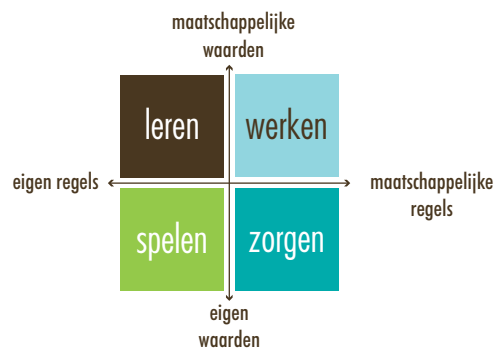 maatschappelijke
waarden
leren
werken
eigen regels
maatschappelijke
regels
spelen
zorgen
eigen
waarden